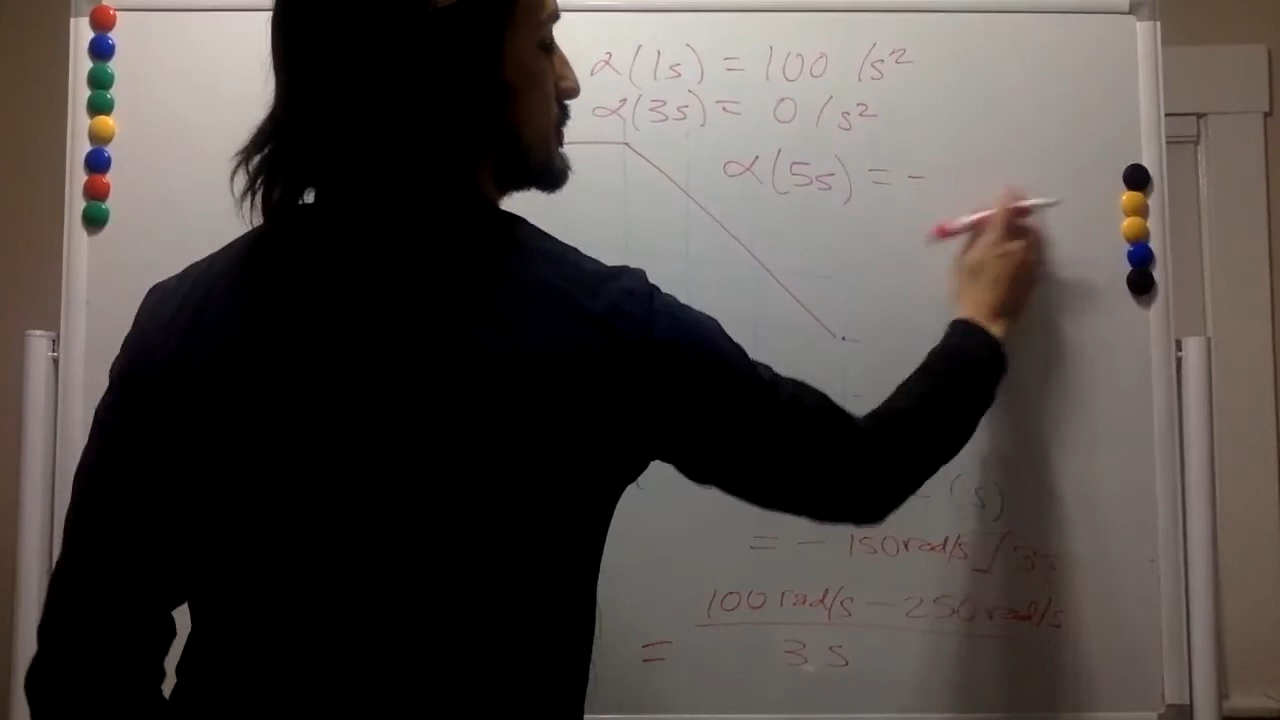 α(1s) = 100 /s²
α(3s) = 0 /s²
α(5s) = -
(s)
= - 150 rad/s / 3s
100 rad/s - 250 rad/s
= 3s